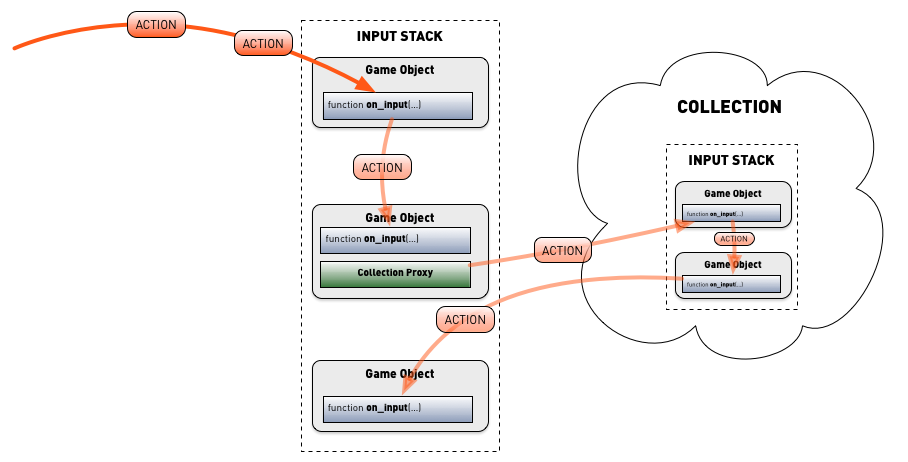 ACTION
ACTION
INPUT STACK
Game Object
function on_input(...)
ACTION
Game Object
function on_input(...)
Collection Proxy
ACTION
COLLECTION
INPUT STACK
Game Object
function on_input(...)
ACTION
Game Object
function on_input(...)
ACTION
Game Object
function on_input(...)